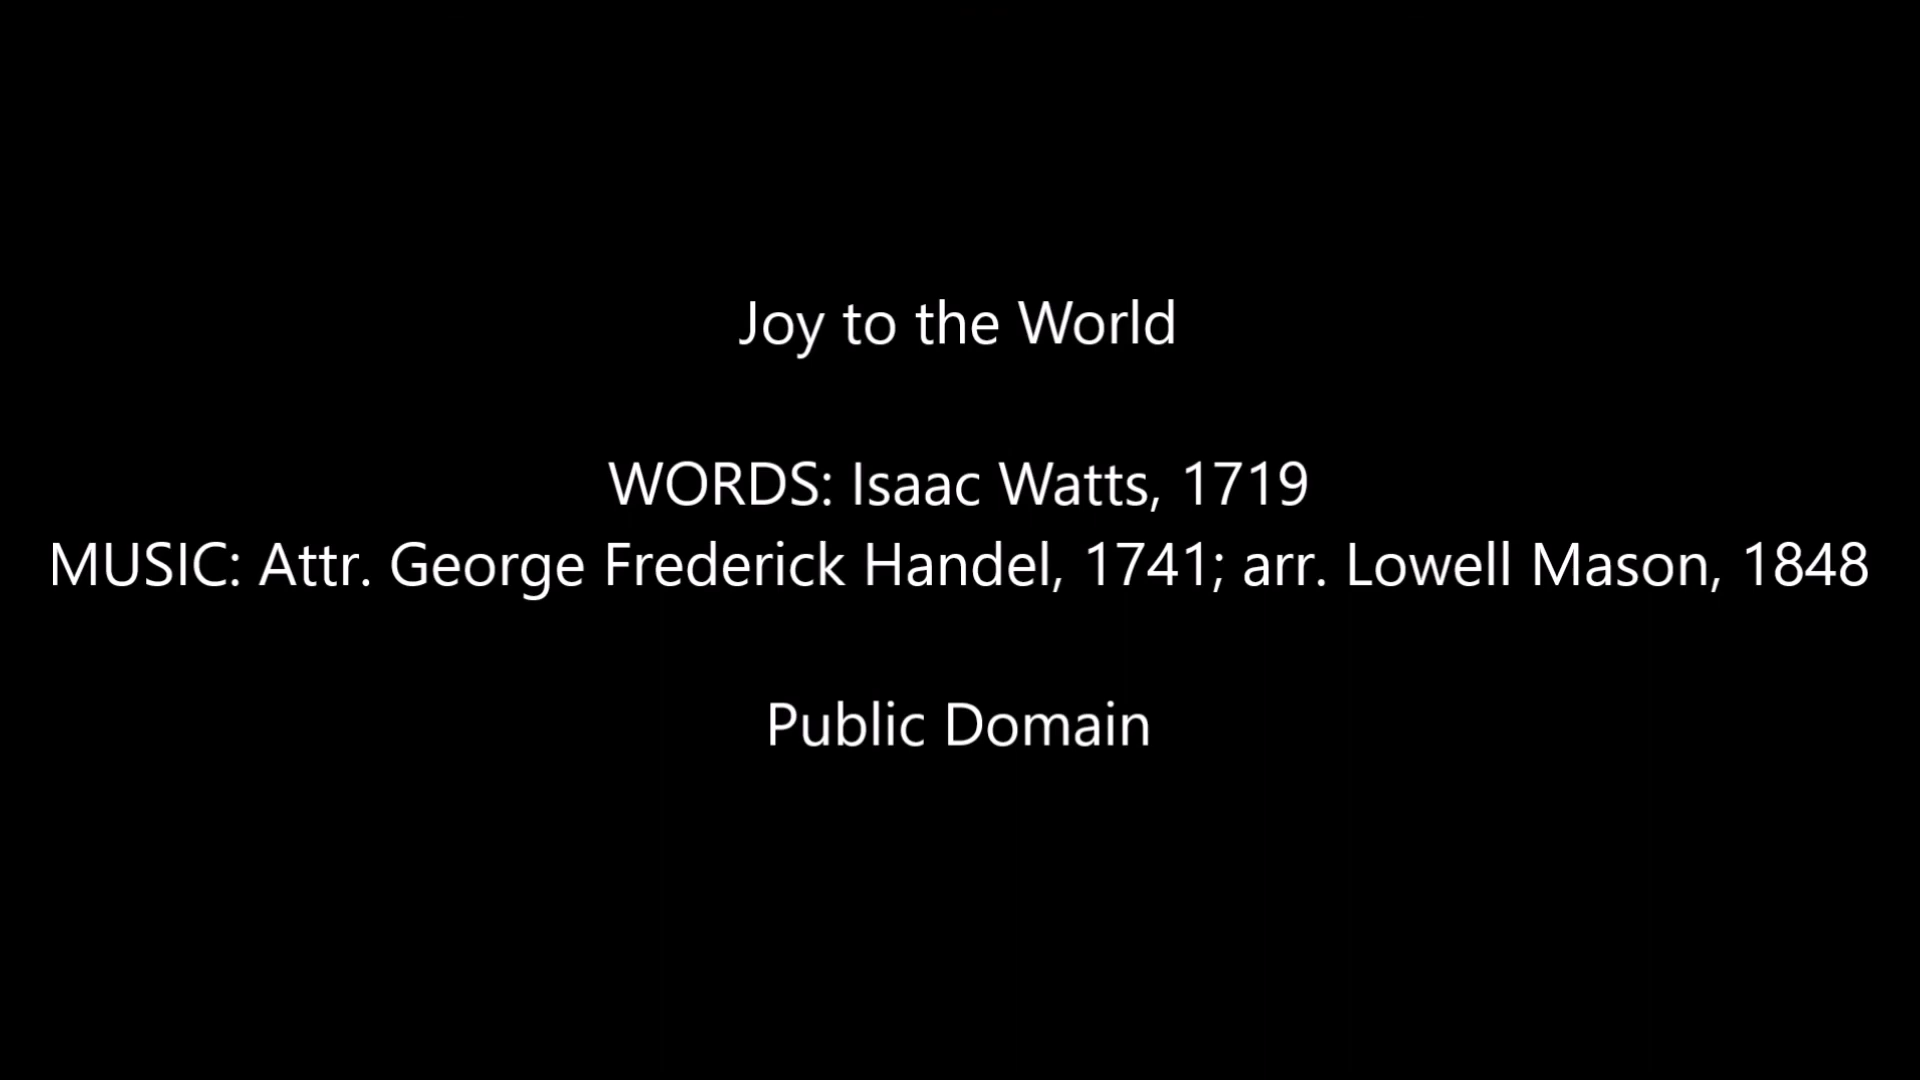 Joy to the World
WORDS: Isaac Watts, 1719
MUSIC: Attr. George Frederick Handel, 1741; arr. Lowell Mason, 1848
Public Domain